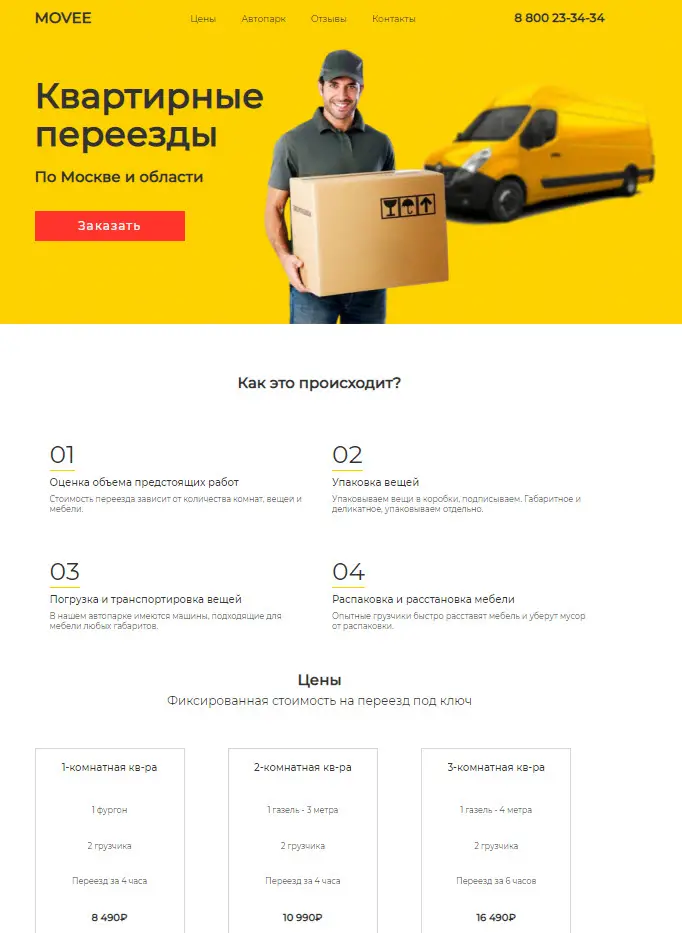 MOVEE
Цены Автопарк Отзывы Контакты
8 800 23-34-34
Квартирные
переезды
По Москве и области
Заказать
Как это происходит?
01
Оценка объема предстоящих работ
Стоимость переезда зависит от количества комнат, вещей и
мебели.
02
Упаковка вещей
Упаковываем вещи в коробки, подписываем. Габаритное и
деликатное, упаковываем отдельно.
03
Погрузка и транспортировка вещей
В нашем автопарке имеются машины, подходящие для
мебели любых габаритов.
04
Распаковка и расстановка мебели
Опытные грузчики быстро расставят мебель и уберут мусор
от распаковки.
Цены
Фиксированная стоимость на переезд под ключ
1-комнатная кв-ра
1 фургон
2 грузчика
Переезд за 4 часа
8 490₽
2-комнатная кв-ра
1 газель - 3 метра
2 грузчика
Переезд за 4 часа
10 990₽
3-комнатная кв-ра
1 газель - 4 метра
2 грузчика
Переезд за 6 часов
16 490₽